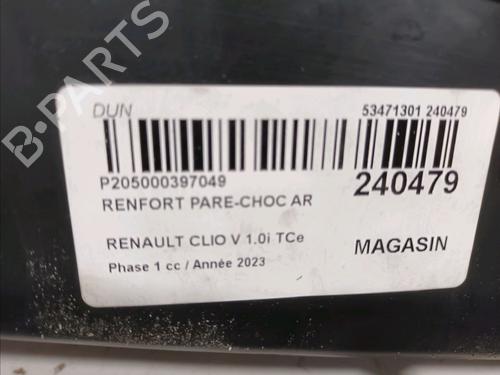 B-PARTS
DUN
53471301 240479
P205000397049
240479
RENFORT PARE-CHOC AR
RENAULT CLIO V 1.0i TCe
MAGASIN
Phase 1 cc / Année 2023